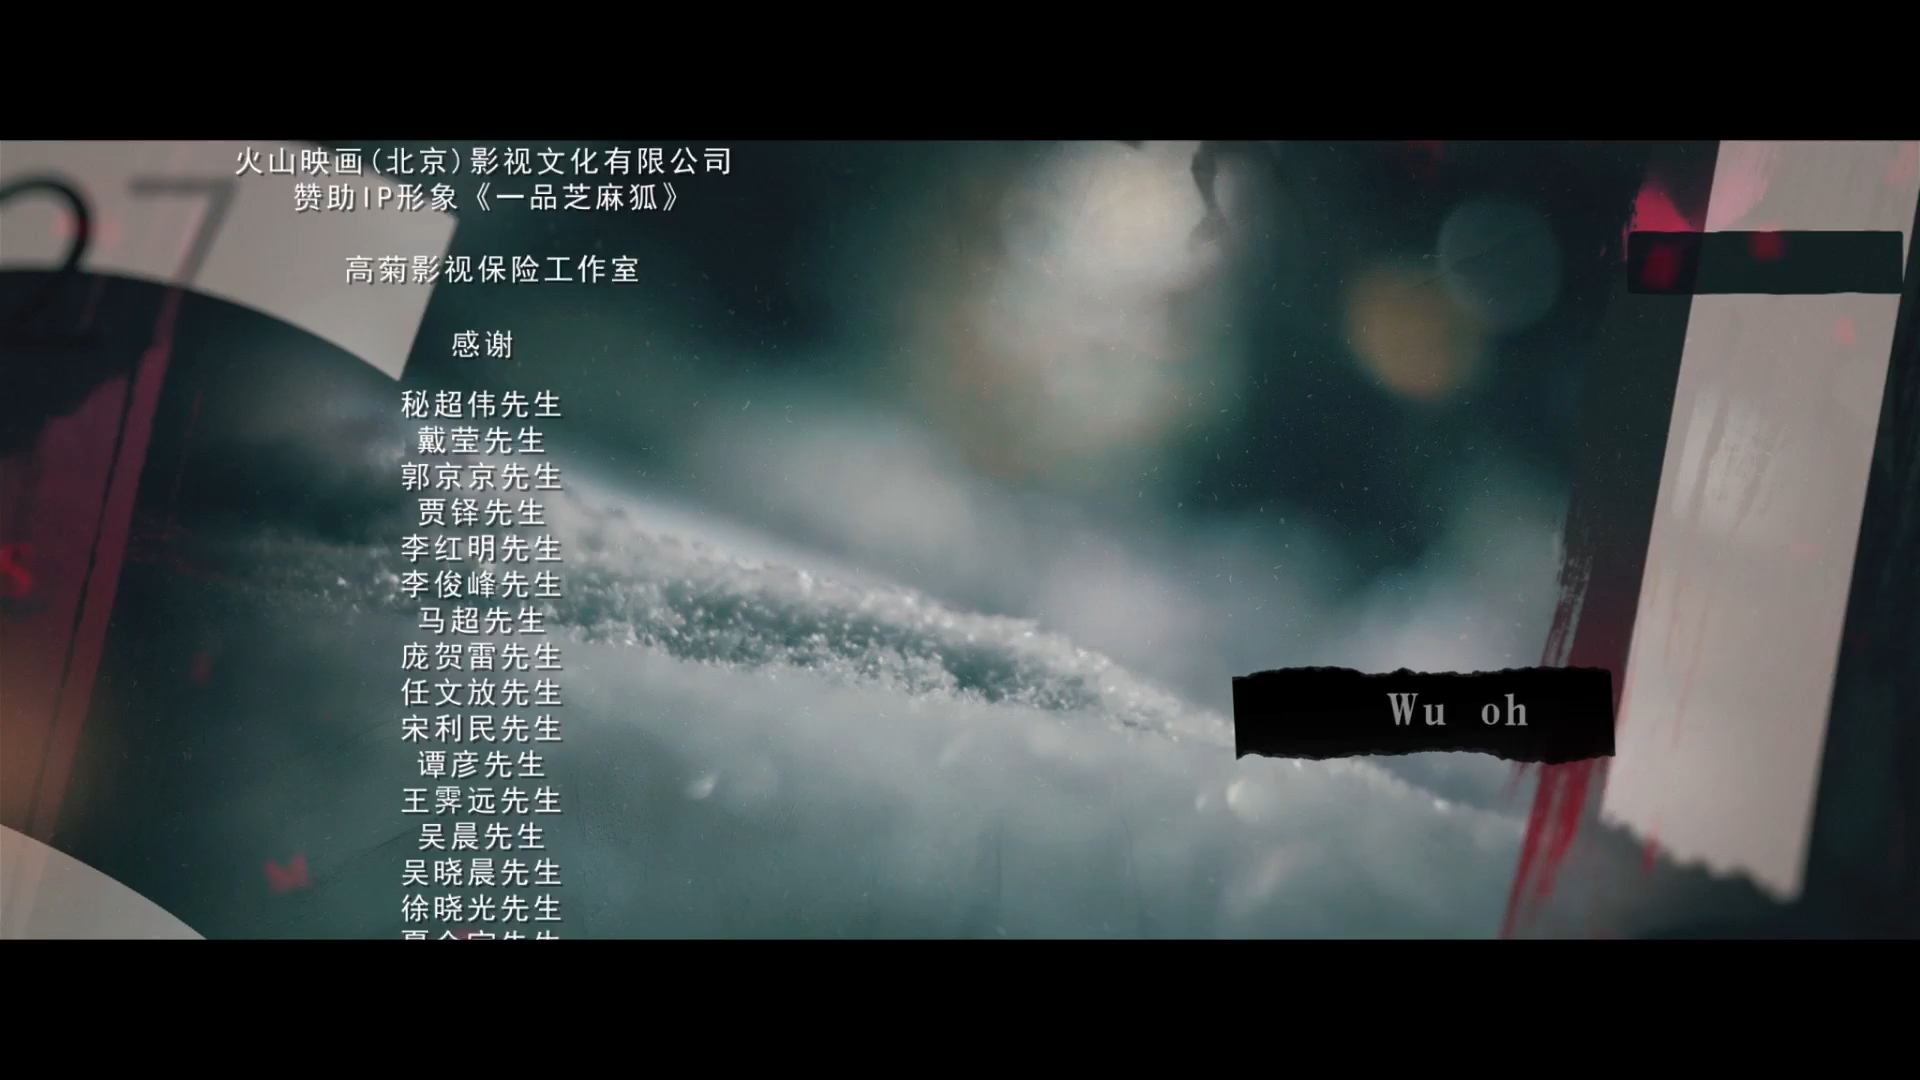 27
火山映画(北京)影视文化有限公司
赞助IP形象《一品芝麻狐》
高菊影视保险工作室
感谢
秘超伟先生
戴莹先生
郭京京先生
贾铎先生
李红明先生
李俊峰先生
马超先生
庞贺雷先生
任文放先生
宋利民先生
谭彦先生
王霁远先生
吴晨先生
吴晓晨先生
徐晓光先生
Wu oh